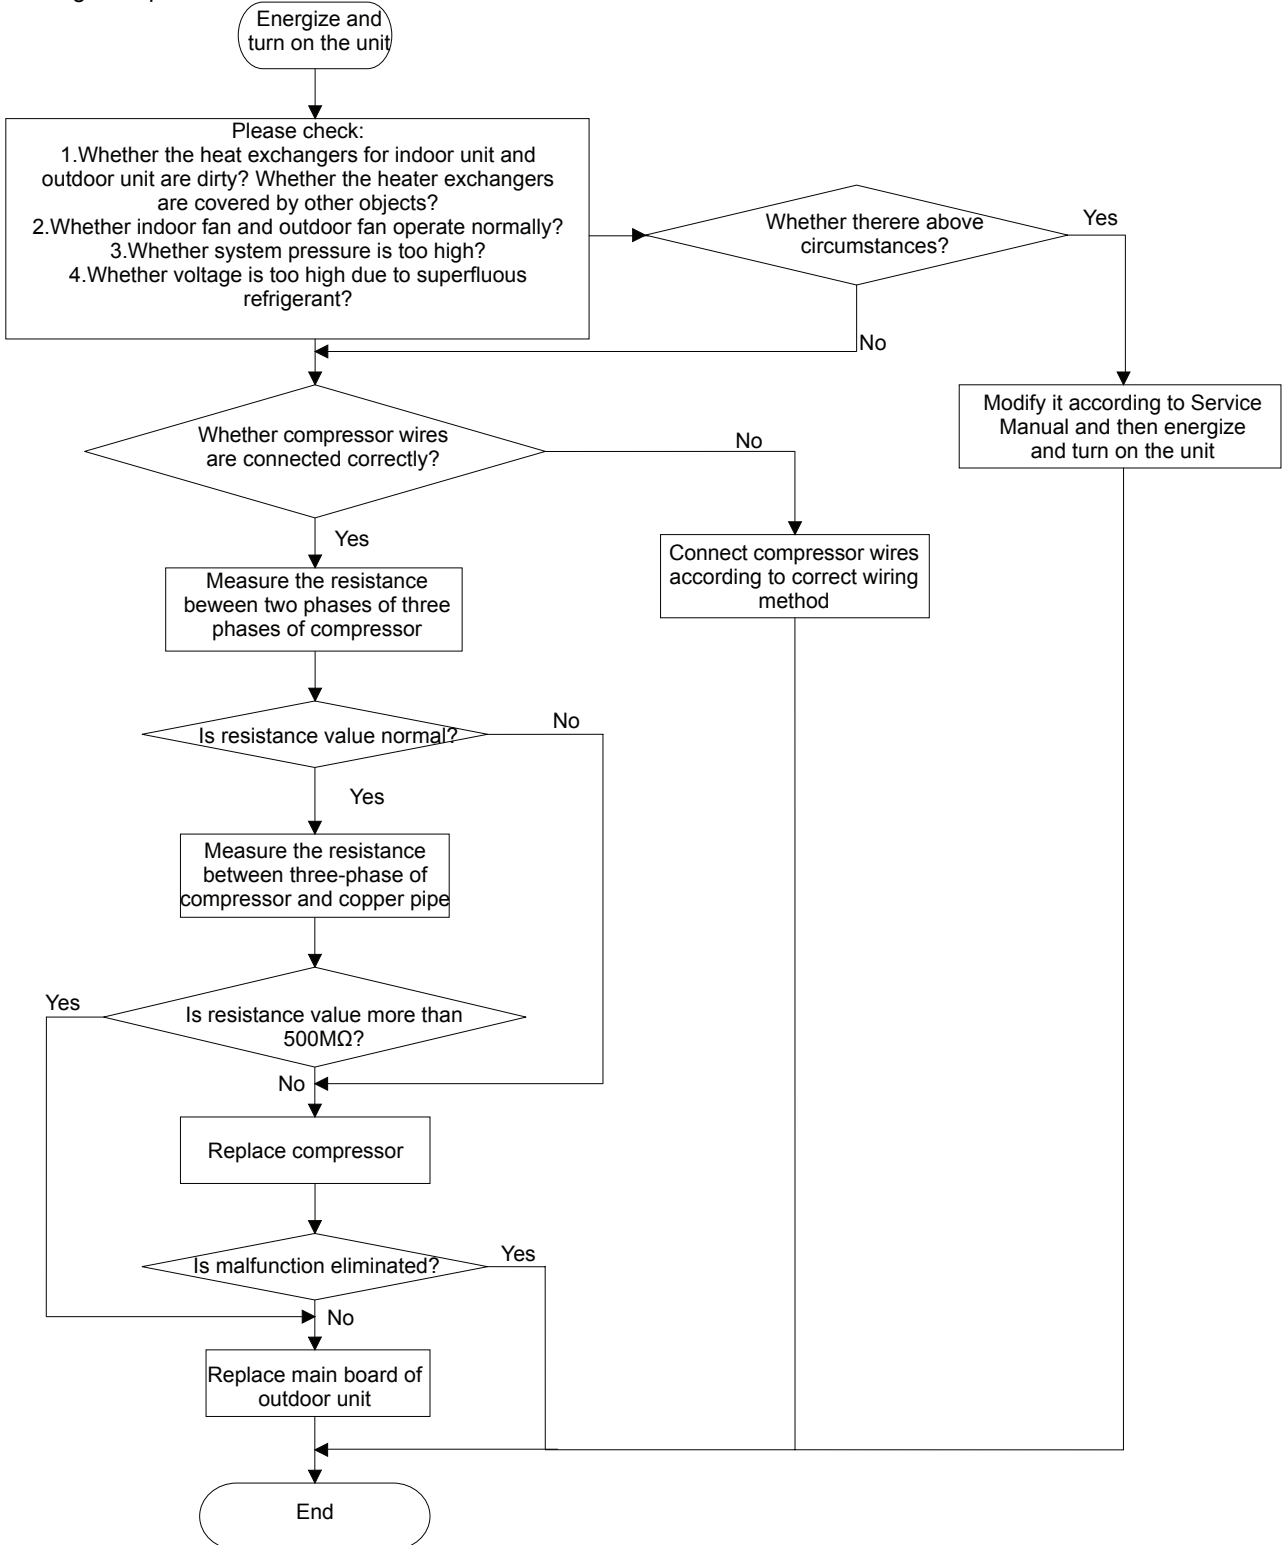 Energize and
turn on the unit
Please check:
1.Whether the heat exchangers for indoor unit and
outdoor unit are dirty? Whether the heater exchangers
are covered by other objects?
2.Whether indoor fan and outdoor fan operate normally?
3.Whether system pressure is too high?
4.Whether voltage is too high due to superfluous
refrigerant?
Whether therere above
circumstances?
Yes
No
Modify it according to Service
Manual and then energize
and turn on the unit
Whether compressor wires
are connected correctly?
No
Yes
Connect compressor wires
according to correct wiring
method
Measure the resistance
beween two phases of three
phases of compressor
Is resistance value normal?
No
Yes
Measure the resistance
between three-phase of
compressor and copper pipe
Yes
Is resistance value more than
500MΩ?
No
Replace compressor
Is malfunction eliminated?
Yes
No
Replace main board of
outdoor unit
End